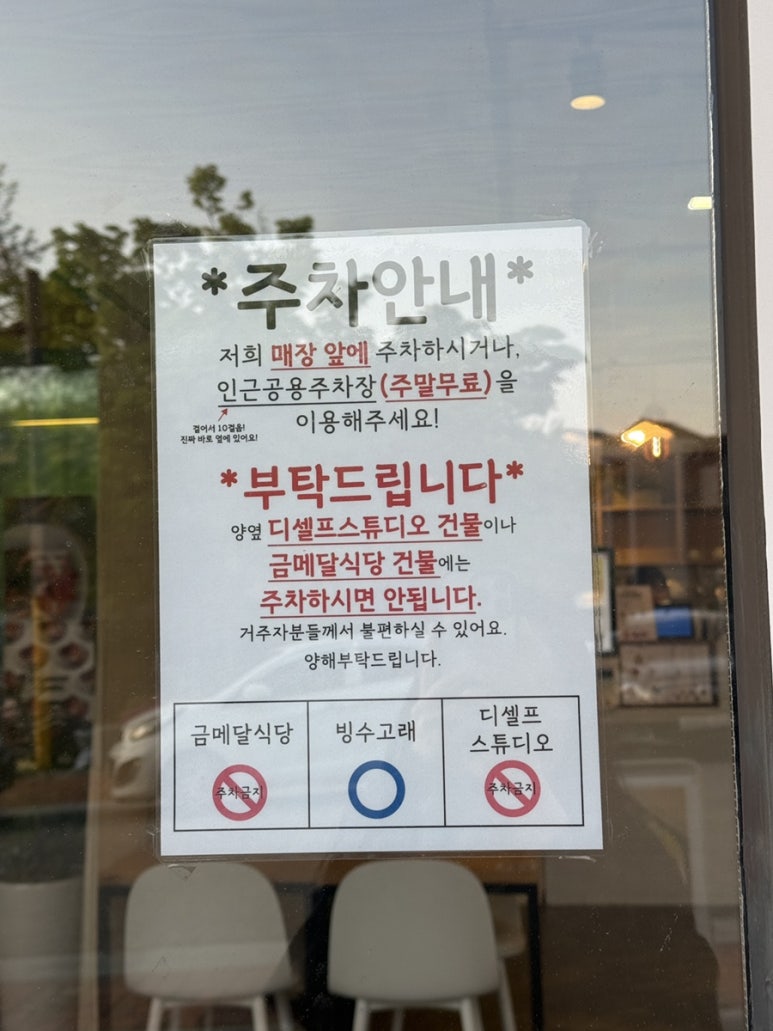 *주차안내*
저희 매장 앞에 주차하시거나,
인근공용주차장(주말무료)을
이용해주세요!
걸어서 10걸음!
진짜 바로 옆에 있어요!
*부탁드립니다*
양옆 디셀프스튜디오 건물이나
금메달식당 건물에는
주차하시면 안됩니다.
거주자분들께서 불편하실 수 있어요.
양해부탁드립니다.
금메달식당
주차금지
빙수고래
디셀프
스튜디오
주차금지